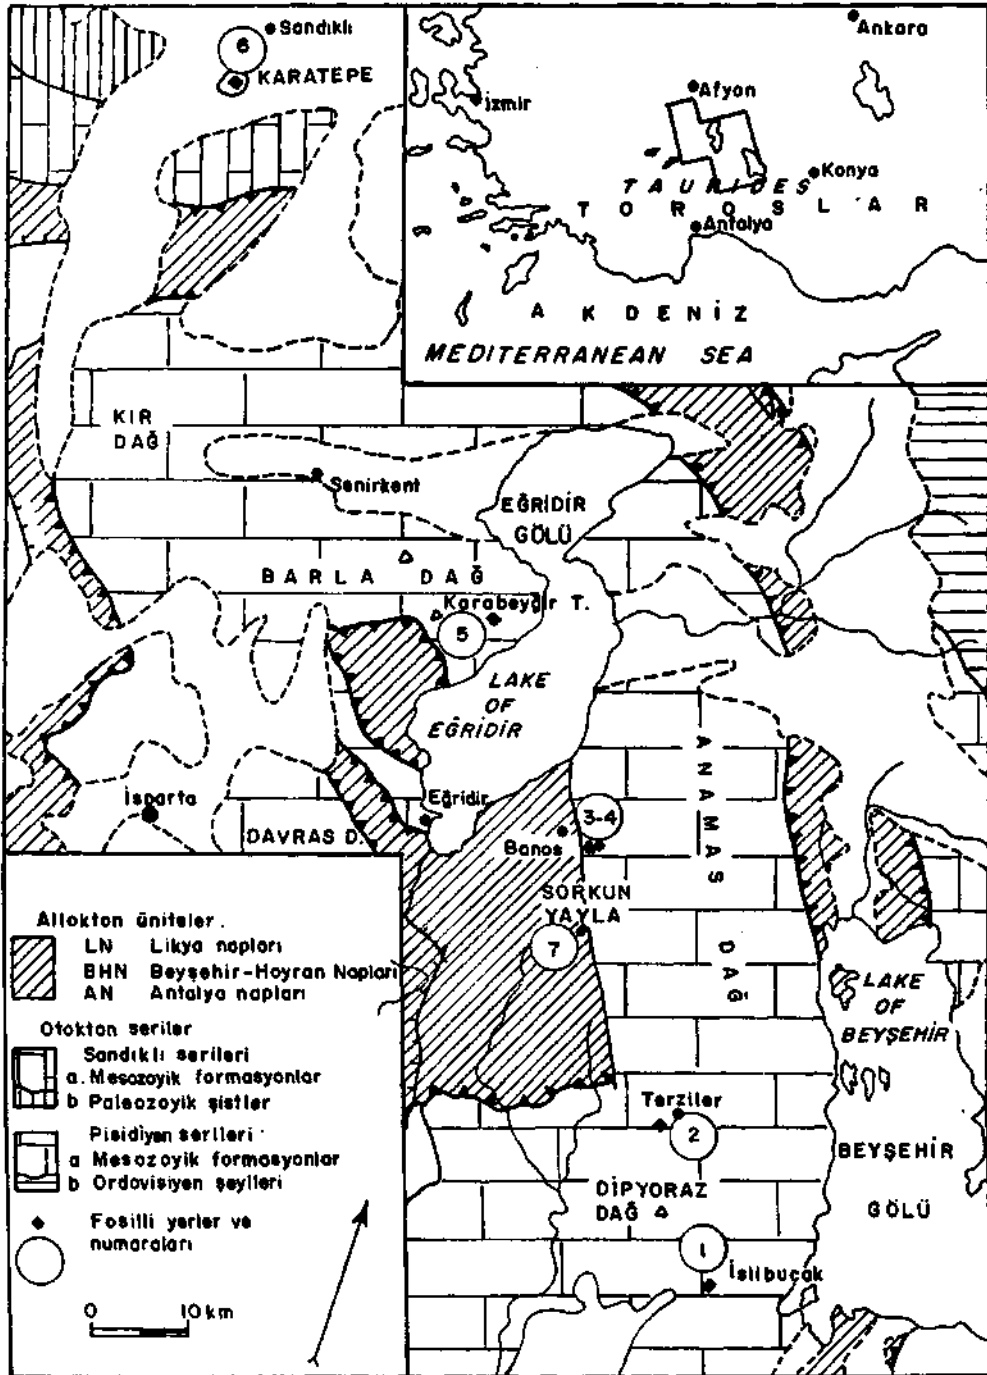 Sandıklı
6
KARATEPE
Ankara
İzmir
Afyon
Konya
TAURIDES
TOROSLAR
Antalya
AKDENİZ
MEDITERRANEAN SEA
KIR
DAĞ
Senirkent
EĞRİDİR
GÖLÜ
BARLA DAĞ
Karabeyğir T.
5
LAKE
OF
EĞRİDİR
ANAMAS
DAĞ
Isparta
Eğridir
DAVRAS D.
3-4
Banos
SORKUN
YAYLA
7
LAKE
OF
BEYŞEHİR
BEYŞEHİR
GÖLÜ
Terziler
2
DİPYORAZ
DAĞ
1
İslibucak
Allokton üniteler.
LN Likya napları
BHN Beyşehir-Hoyran Napları
AN Antalya napları
Otokton seriler
Sandıklı serileri
a. Mesozoyik formasyonlar
b Paleozoyik şistler
Pisidiyen serileri
a Mesozoyik formasyonlar
b Ordovisiyen şeylleri
Fosilli yerler ve
numaraları
0 10 km